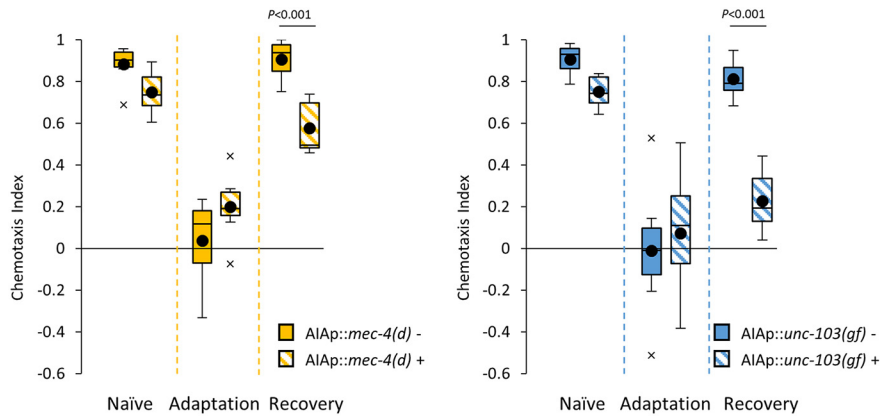 P<0.001
Chemotaxis Index
1
0.8
0.6
0.4
0.2
0
-0.2
-0.4
-0.6
AIAp::mec-4(d) -
AIAp::mec-4(d) +
Naïve Adaptation Recovery
P<0.001
Chemotaxis Index
1
0.8
0.6
0.4
0.2
0
-0.2
-0.4
-0.6
AIAp::unc-103(gf) -
AIAp::unc-103(gf) +
Naïve Adaptation Recovery